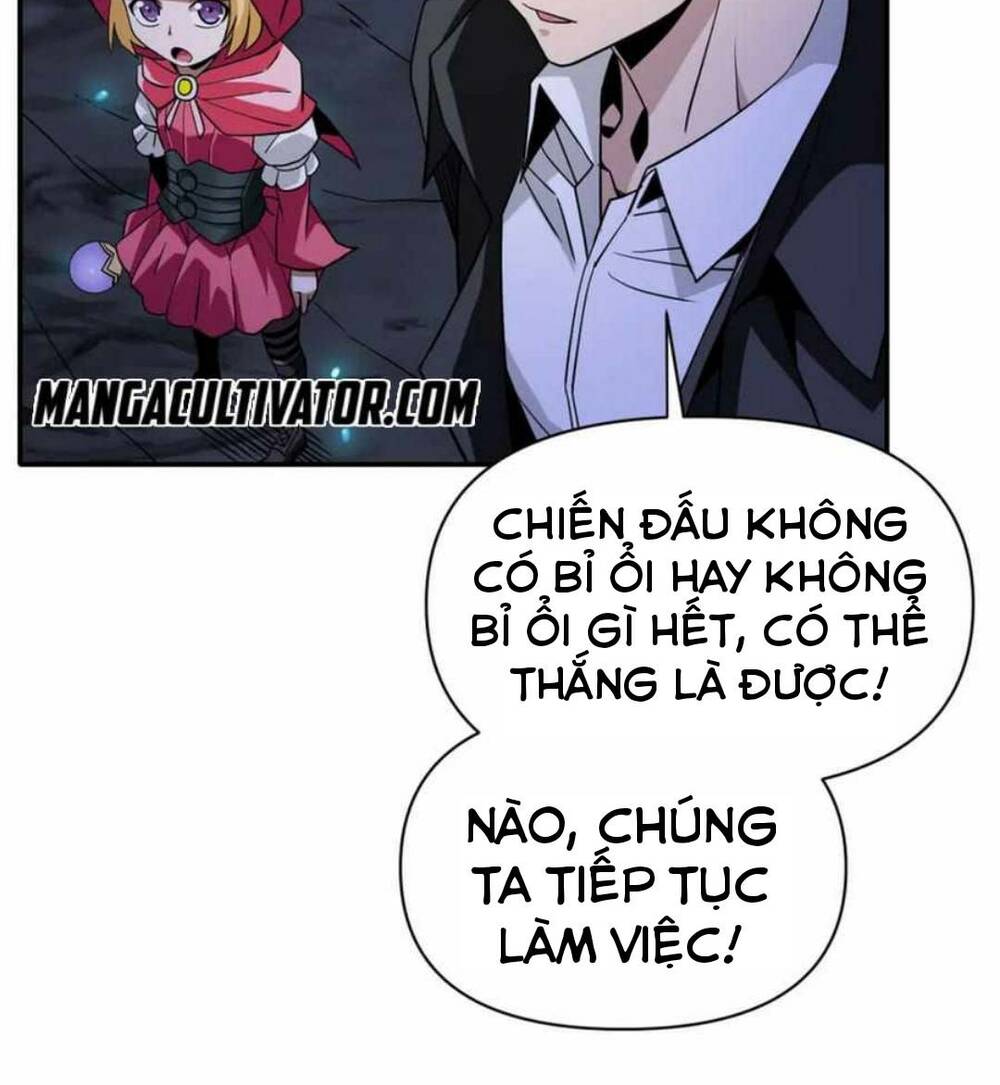 MANGACULTIVATOR.COM
CHIẾN ĐẤU KHÔNG
CÓ BỈ ỔI HAY KHÔNG
BỈ ỔI GÌ HẾT, CÓ THỂ
THẮNG LÀ ĐƯỢC!
NÀO, CHÚNG
TA TIẾP TỤC
LÀM VIỆC!